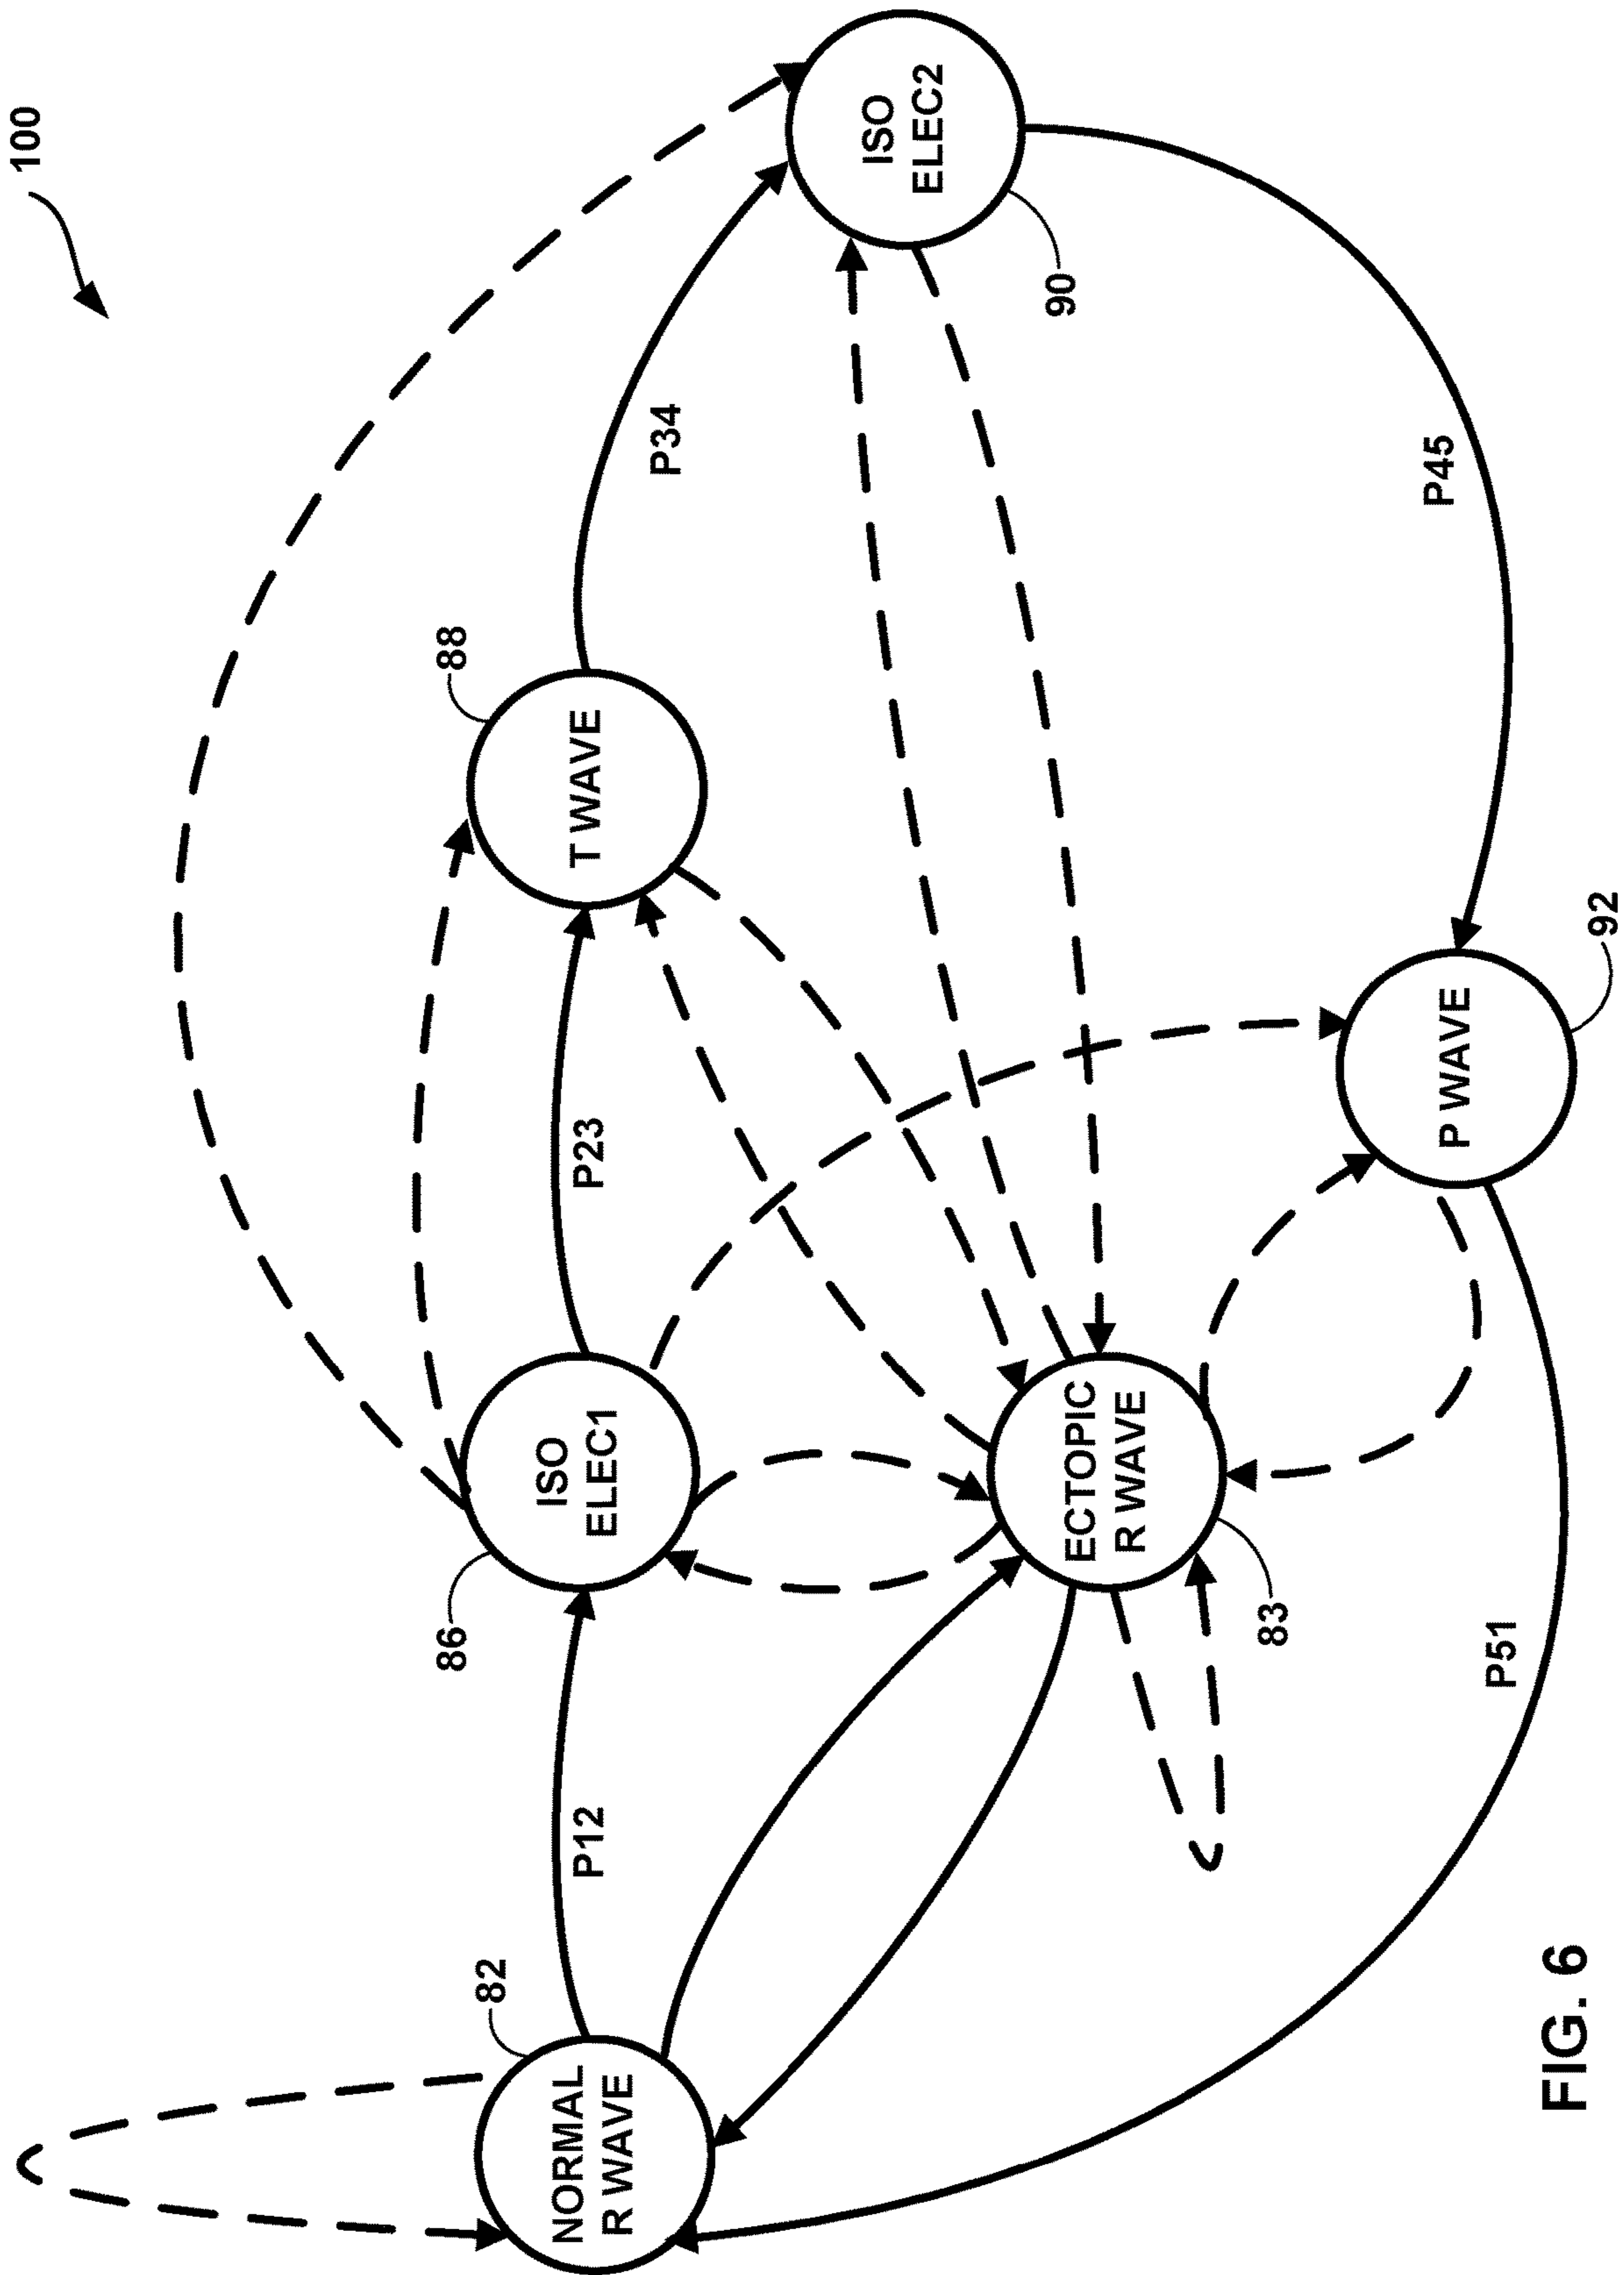 100
82
NORMAL
R WAVE
P12
86
ISO
ELEC1
P23
88
T WAVE
P34
ISO
ELEC2
90
ECTOPIC
R WAVE
83
P45
P WAVE
92
P51
FIG. 6